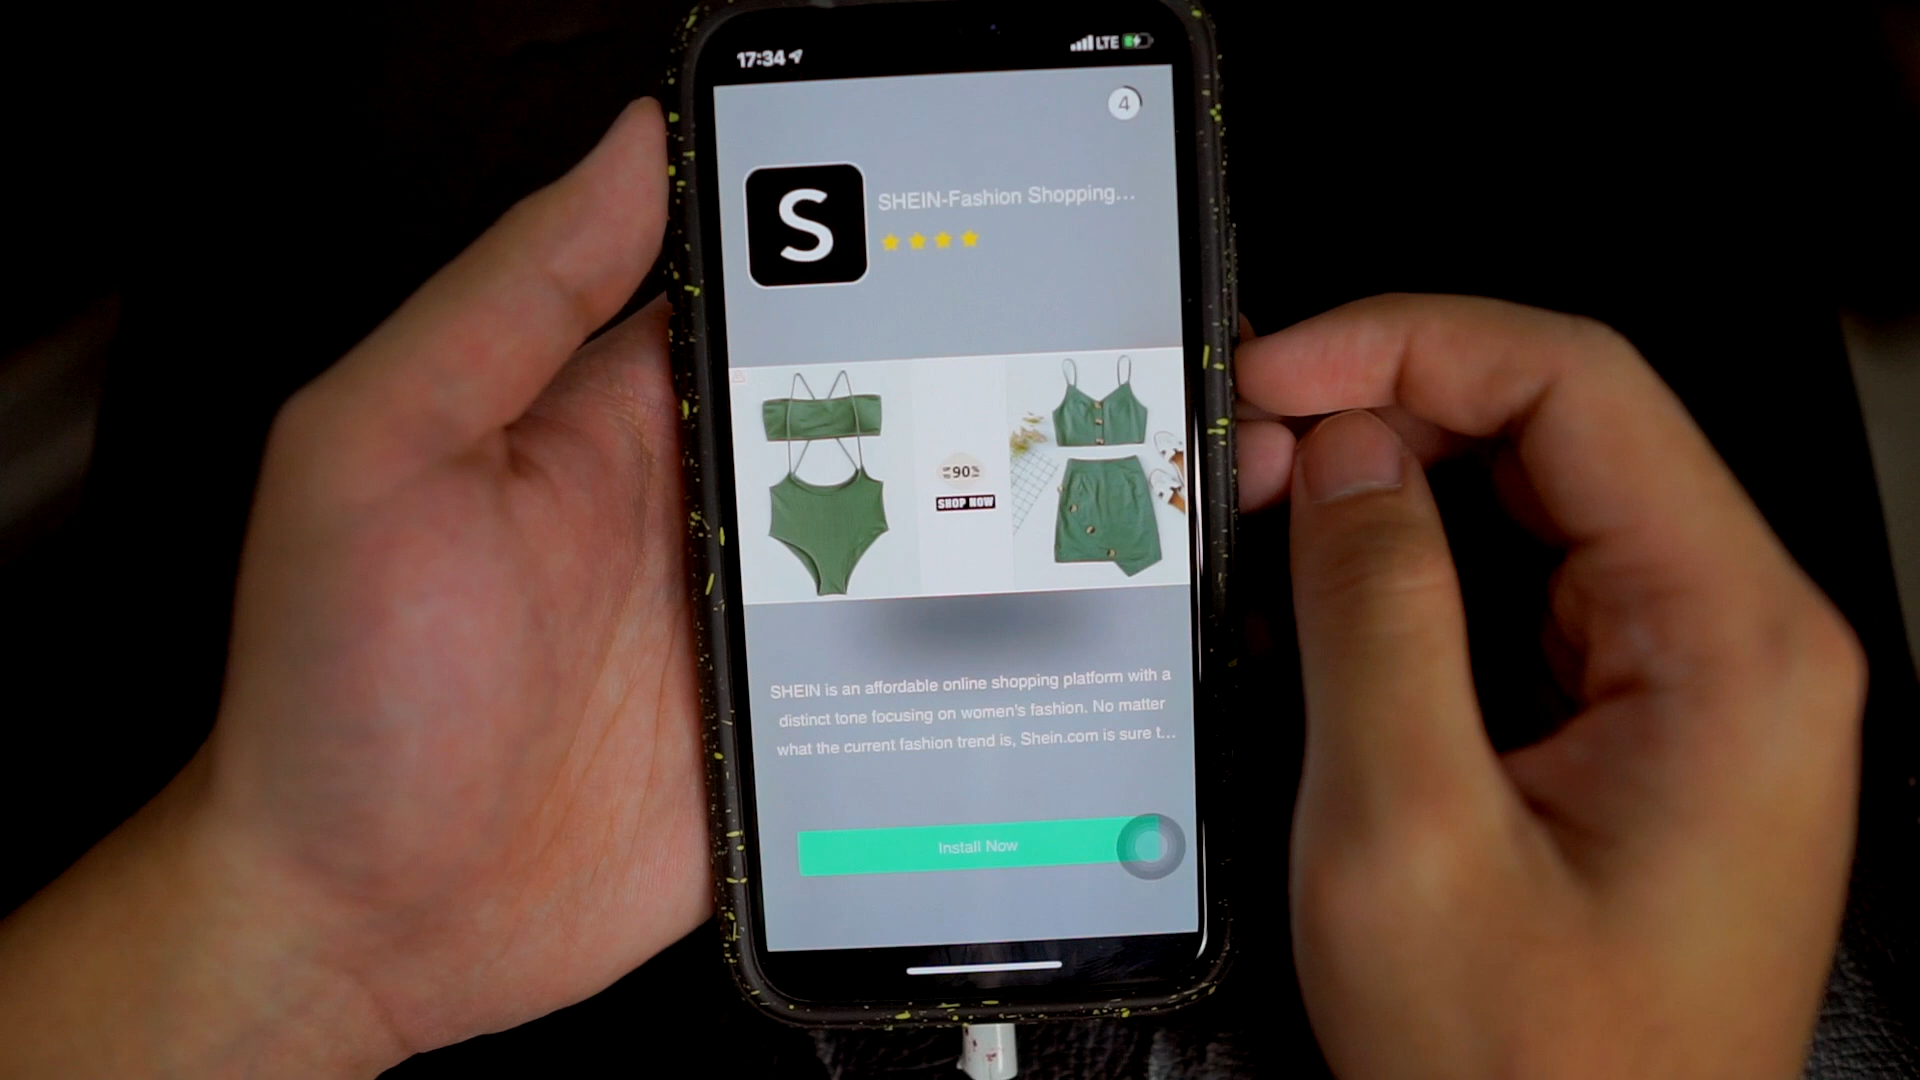 17:34
LTE
4
S
SHEIN-Fashion Shopping...
90%
SHOP NOW
SHEIN is an affordable online shopping platform with a
distinct tone focusing on women's fashion. No matter
what the current fashion trend is, Shein.com is sure t...
Install Now